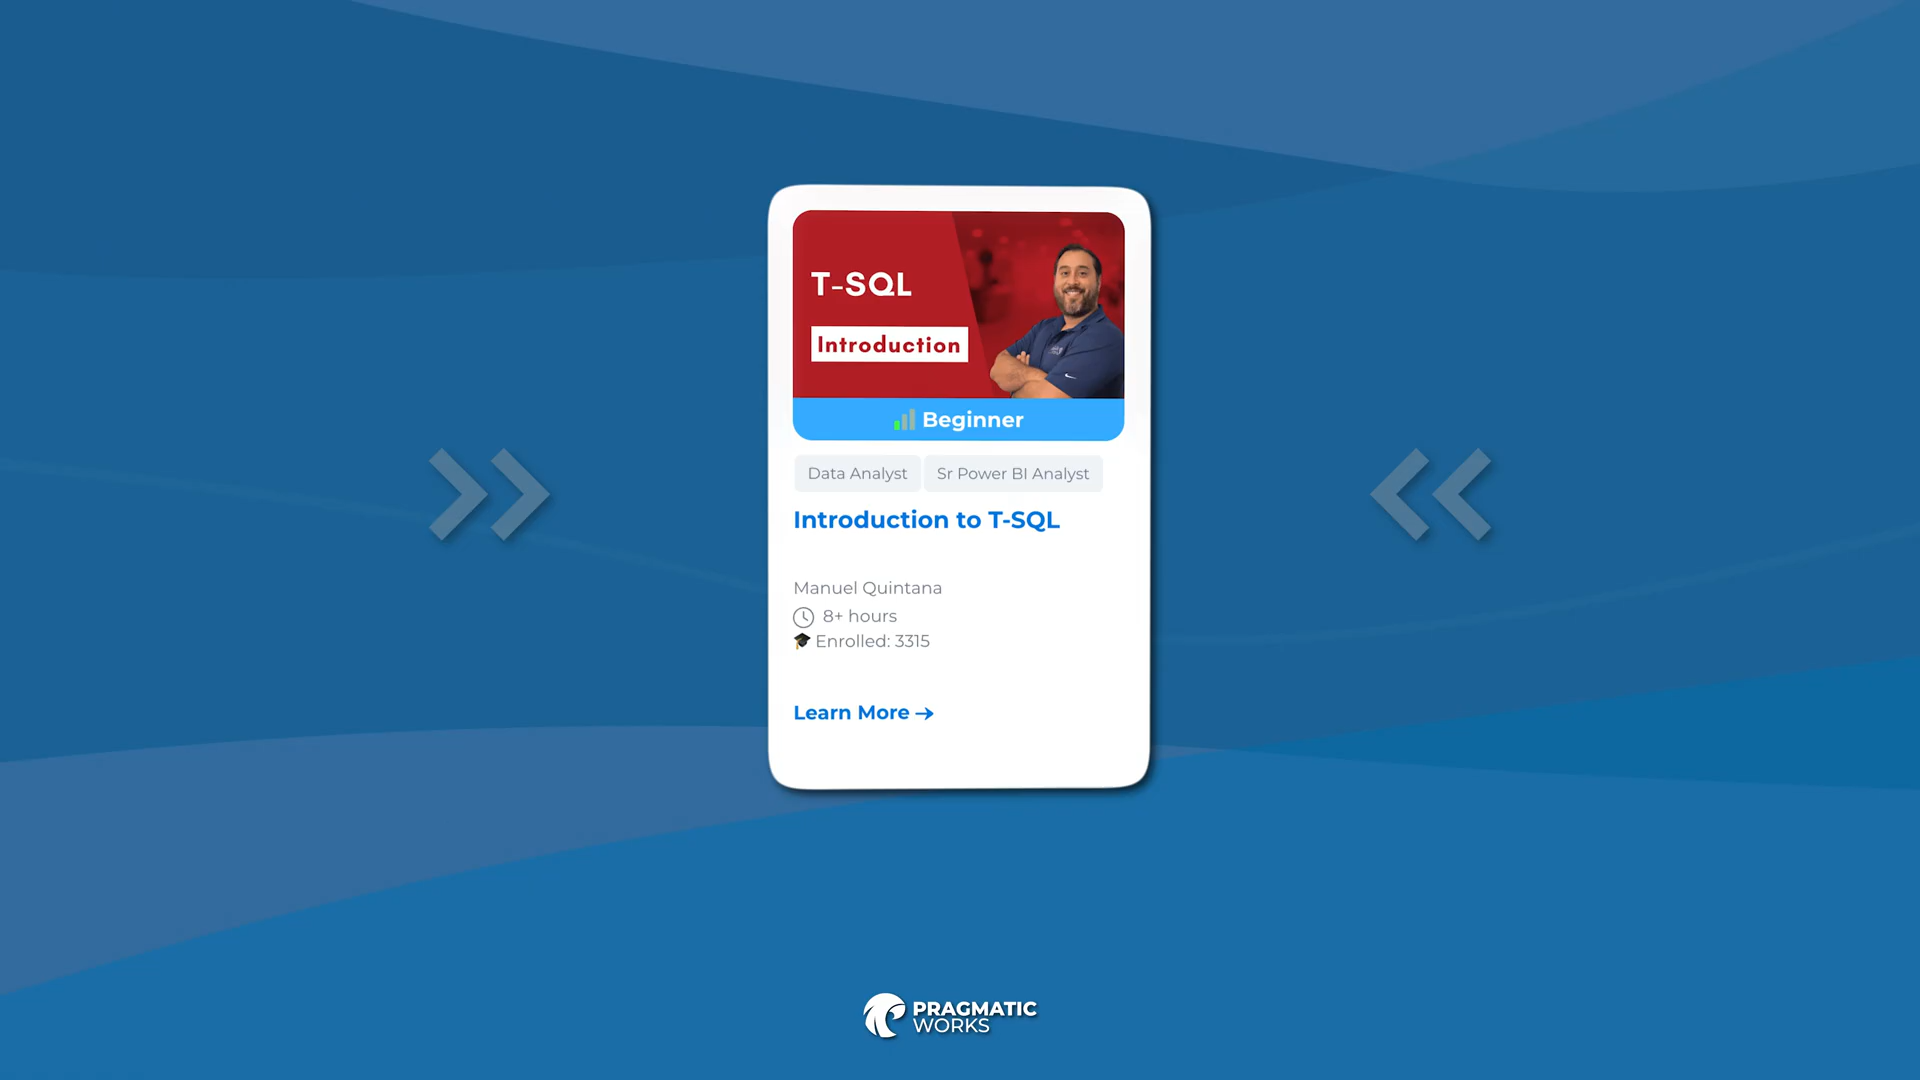 T-SQL
Introduction
Beginner
Data Analyst
Sr Power BI Analyst
Introduction to T-SQL
Manuel Quintana
8+ hours
Enrolled: 3315
Learn More →
PRAGMATIC
WORKS